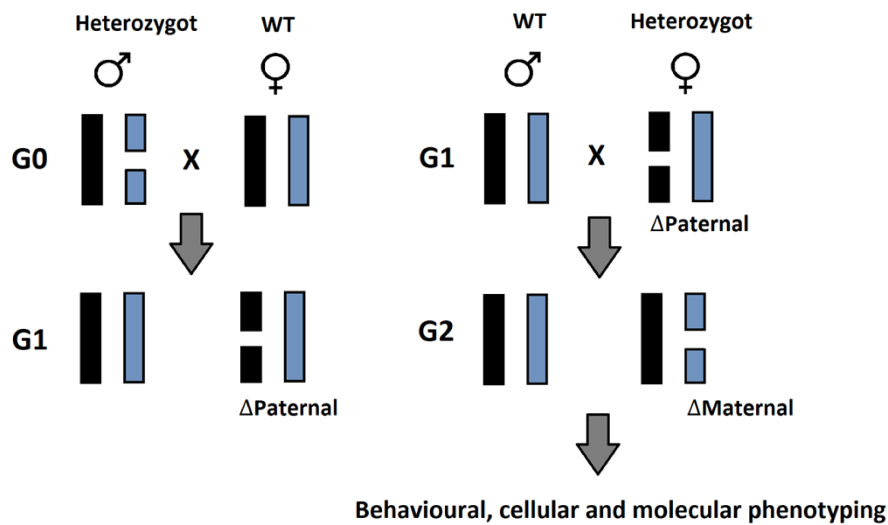 Heterozygot WT
G0 X
G1
ΔPaternal
WT Heterozygot
G1 X
ΔPaternal
G2
ΔMaternal
Behavioural, cellular and molecular phenotyping